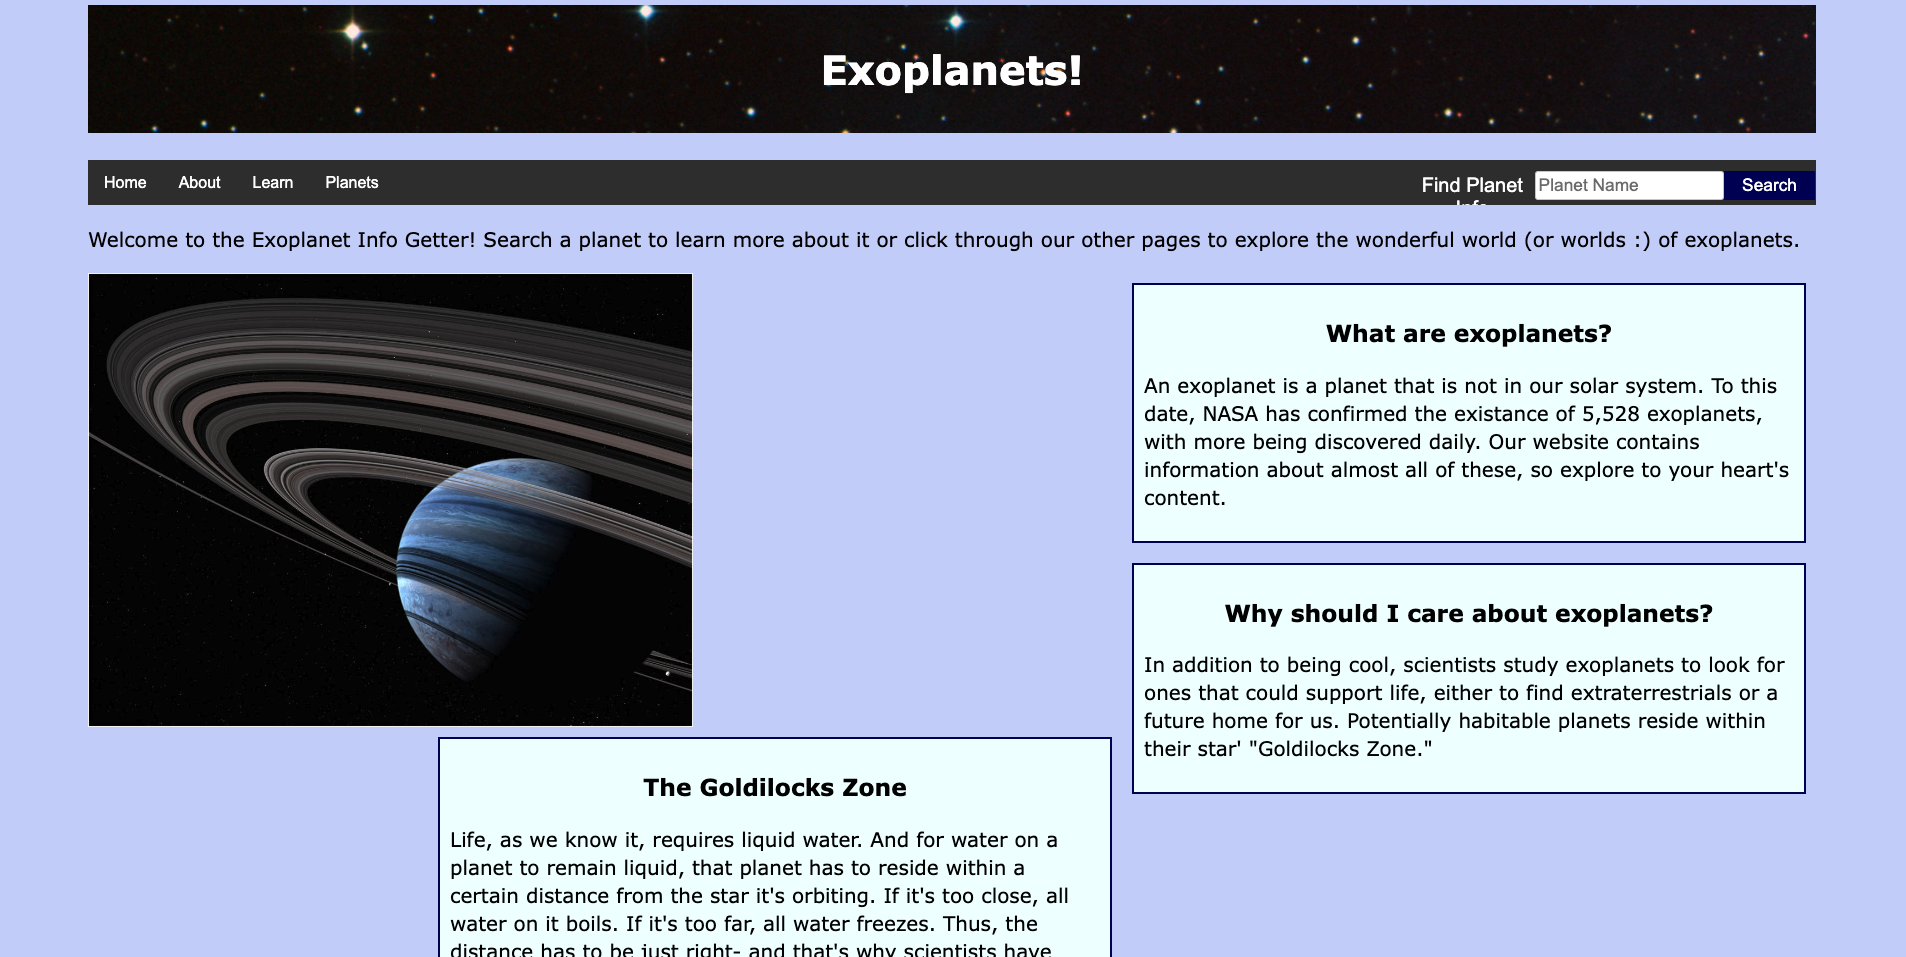 Exoplanets!
Home About Learn Planets Find Planet Info Planet Name Search
Welcome to the Exoplanet Info Getter! Search a planet to learn more about it or click through our other pages to explore the wonderful world (or worlds :) of exoplanets.
What are exoplanets?
An exoplanet is a planet that is not in our solar system. To this
date, NASA has confirmed the existance of 5,528 exoplanets,
with more being discovered daily. Our website contains
information about almost all of these, so explore to your heart's
content.
Why should I care about exoplanets?
In addition to being cool, scientists study exoplanets to look for
ones that could support life, either to find extraterrestrials or a
future home for us. Potentially habitable planets reside within
their star' "Goldilocks Zone."
The Goldilocks Zone
Life, as we know it, requires liquid water. And for water on a
planet to remain liquid, that planet has to reside within a
certain distance from the star it's orbiting. If it's too close, all
water on it boils. If it's too far, all water freezes. Thus, the
distance has to be just right- and that's why scientists have